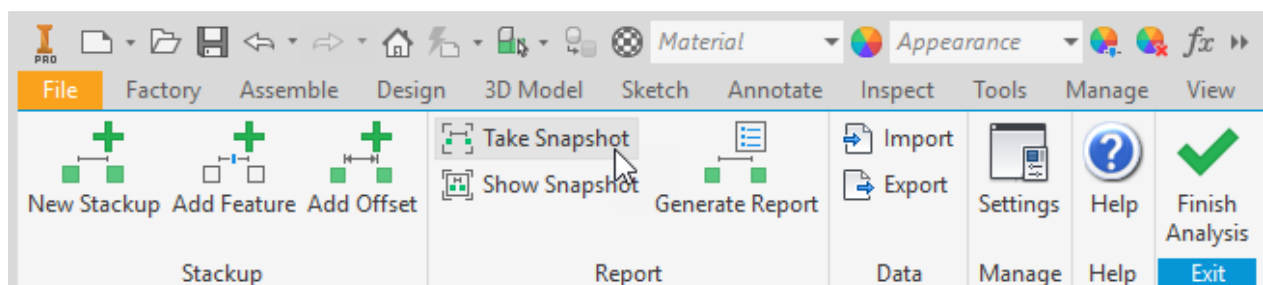 PRO Material Appearance fx
File Factory Assemble Design 3D Model Sketch Annotate Inspect Tools Manage View
Take Snapshot Import
Show Snapshot Export
New Stackup Add Feature Add Offset Generate Report Settings Help Finish
Analysis
Stackup Report Data Manage Help Exit